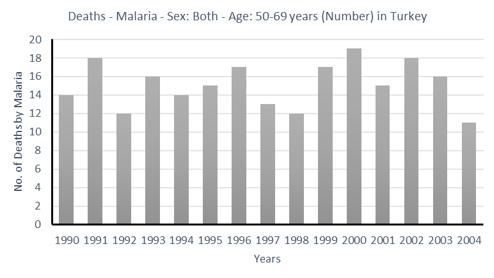 Deaths - Malaria - Sex: Both - Age: 50-69 years (Number) in Turkey
No. of Deaths by Malaria
20
18
16
14
12
10
8
6
4
2
0
1990 1991 1992 1993 1994 1995 1996 1997 1998 1999 2000 2001 2002 2003 2004
Years